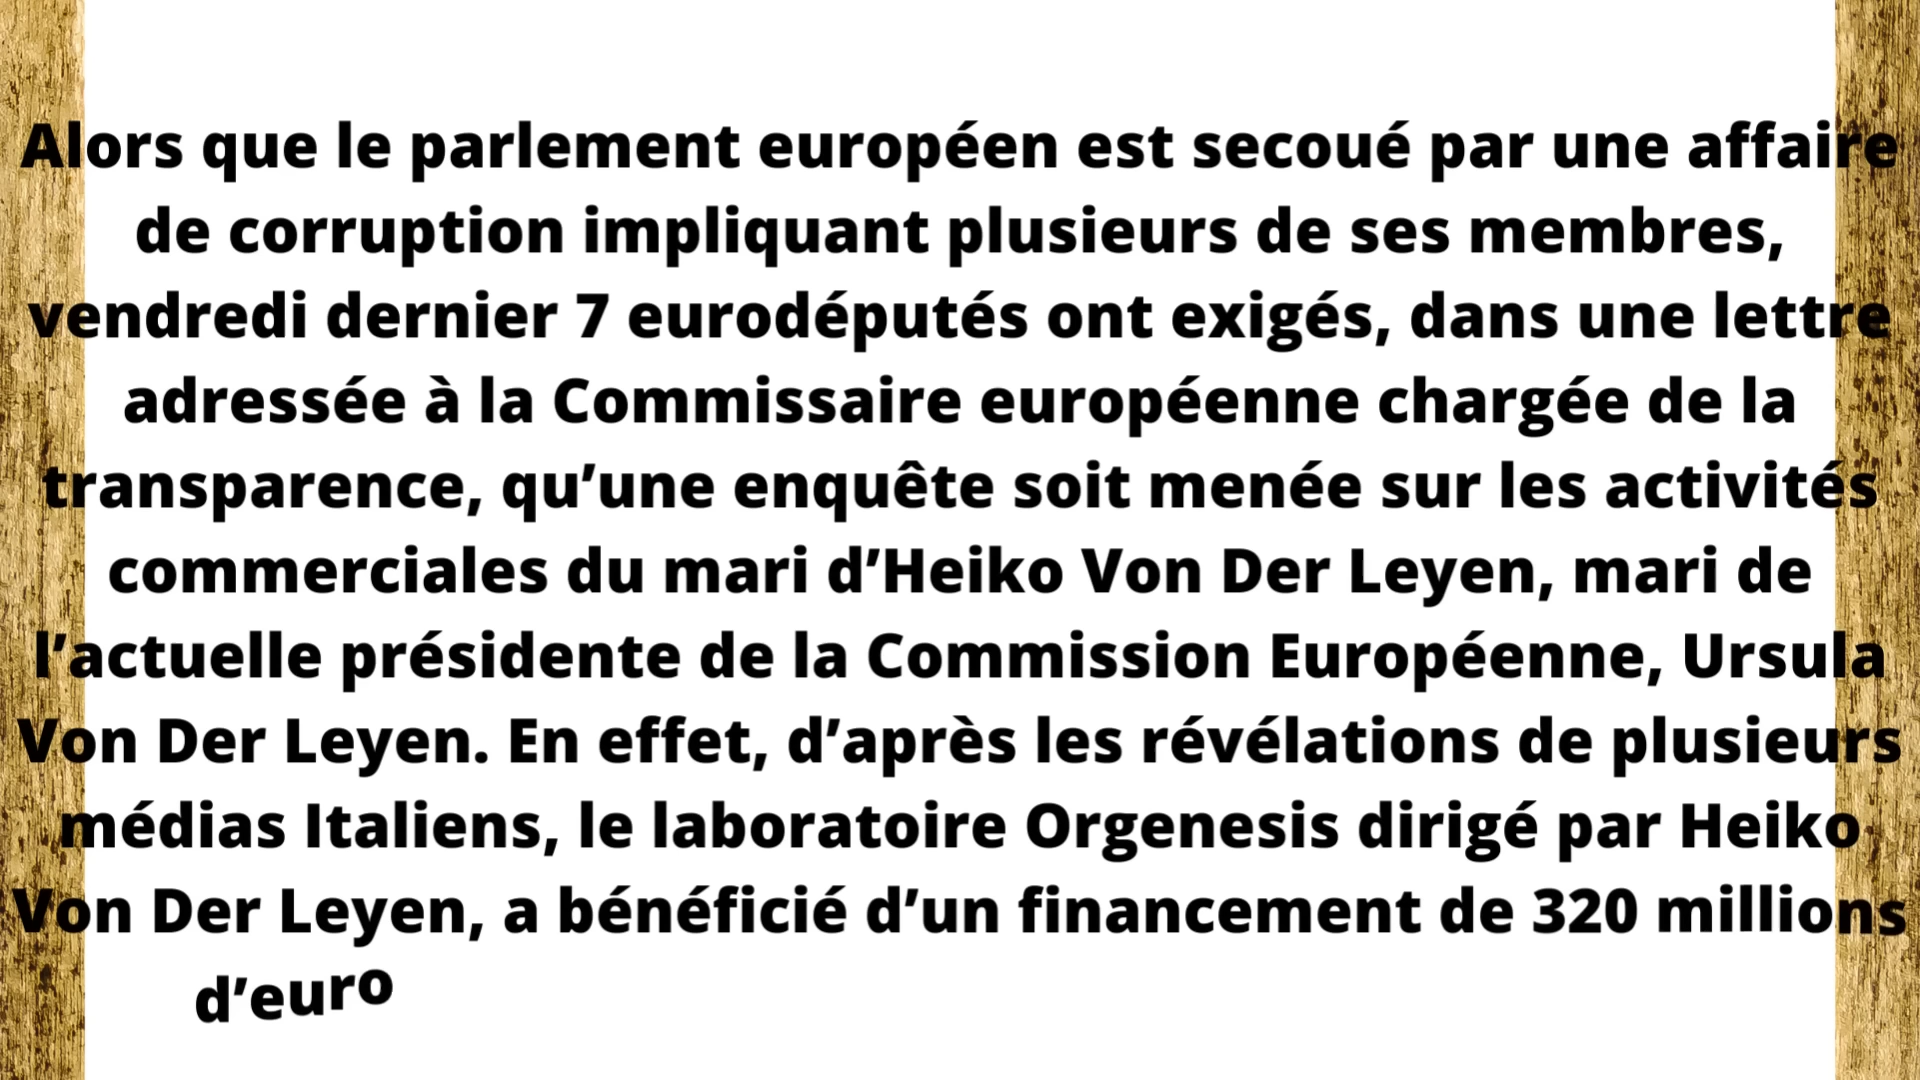 Alors que le parlement européen est secoué par une affaire
de corruption impliquant plusieurs de ses membres,
vendredi dernier 7 eurodéputés ont exigés, dans une lettre
adressée à la Commissaire européenne chargée de la
transparence, qu’une enquête soit menée sur les activités
commerciales du mari d’Heiko Von Der Leyen, mari de
l’actuelle présidente de la Commission Européenne, Ursula
Von Der Leyen. En effet, d’après les révélations de plusieurs
médias Italiens, le laboratoire Orgenesis dirigé par Heiko
Von Der Leyen, a bénéficié d’un financement de 320 millions
d’euro